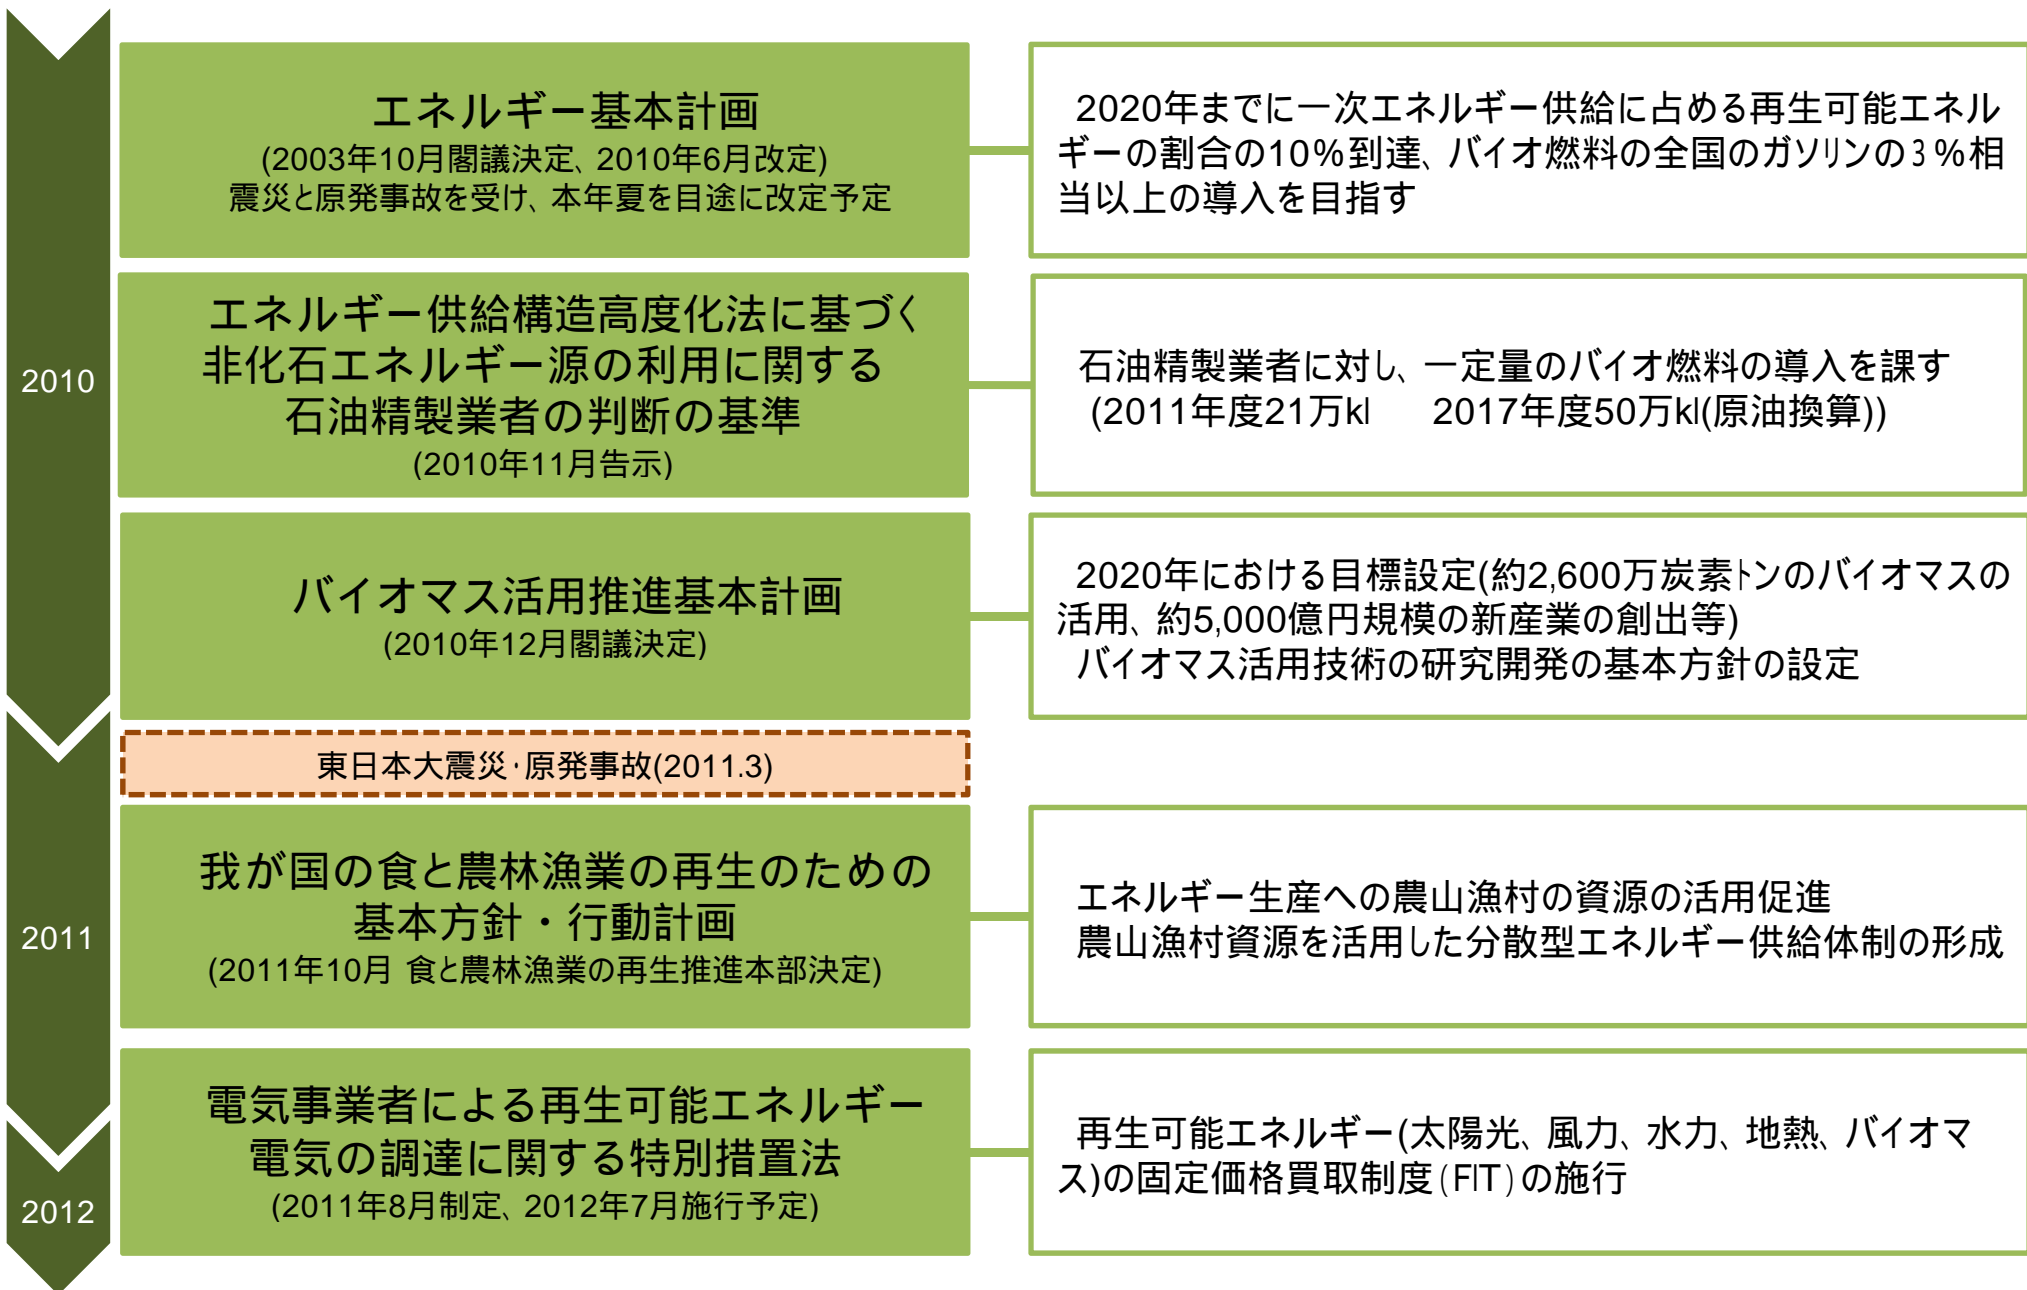 エネルギー基本計画
(2003年10月閣議決定、2010年6月改定)
震災と原発事故を受け、本年夏を目途に改定予定
2020年までに一次エネルギー供給に占める再生可能エネル
ギーの割合の10%到達、バイオ燃料の全国のガソリンの3%相
当以上の導入を目指す
2010
エネルギー供給構造高度化法に基づく
非化石エネルギー源の利用に関する
石油精製業者の判断の基準
(2010年11月告示)
石油精製業者に対し、一定量のバイオ燃料の導入を課す
(2011年度21万kl 2017年度50万kl(原油換算))
バイオマス活用推進基本計画
(2010年12月閣議決定)
2020年における目標設定(約2,600万炭素トンのバイオマスの
活用、約5,000億円規模の新産業の創出等)
バイオマス活用技術の研究開発の基本方針の設定
東日本大震災・原発事故(2011.3)
2011
我が国の食と農林漁業の再生のための
基本方針・行動計画
(2011年10月 食と農林漁業の再生推進本部決定)
エネルギー生産への農山漁村の資源の活用促進
農山漁村資源を活用した分散型エネルギー供給体制の形成
2012
電気事業者による再生可能エネルギー
電気の調達に関する特別措置法
(2011年8月制定、2012年7月施行予定)
再生可能エネルギー(太陽光、風力、水力、地熱、バイオマ
ス)の固定価格買取制度(FIT)の施行